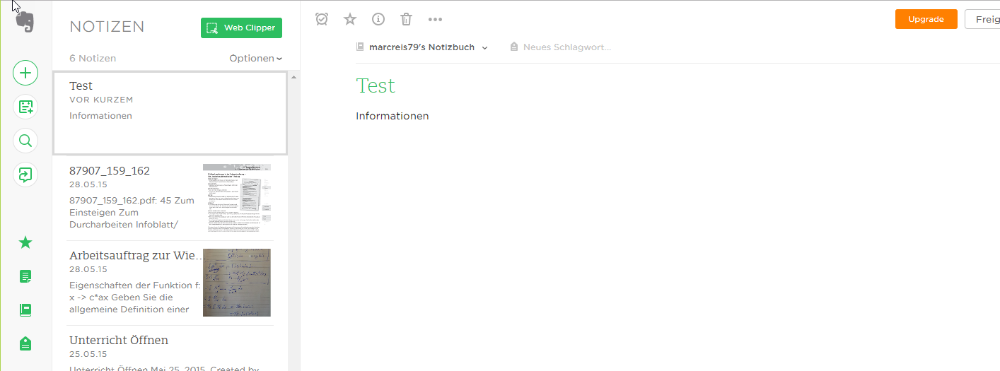 NOTIZEN
Web Clipper
6 Notizen
Optionen
Test
VOR KURZEM
Informationen
87907_159_162
28.05.15
87907_159_162.pdf: 45 Zum
Einsteigen Zum
Durcharbeiten Infoblatt/
Arbeitsauftrag zur Wie...
28.05.15
Eigenschaften der Funktion f:
x -> c*ax Geben Sie die
allgemeine Definition einer
Unterricht Öffnen
25.05.15
Unterricht Öffnen Mai 25, 2015, Created by
Upgrade
Freig
marcreis79's Notizbuch
Neues Schlagwort...
Test
Informationen